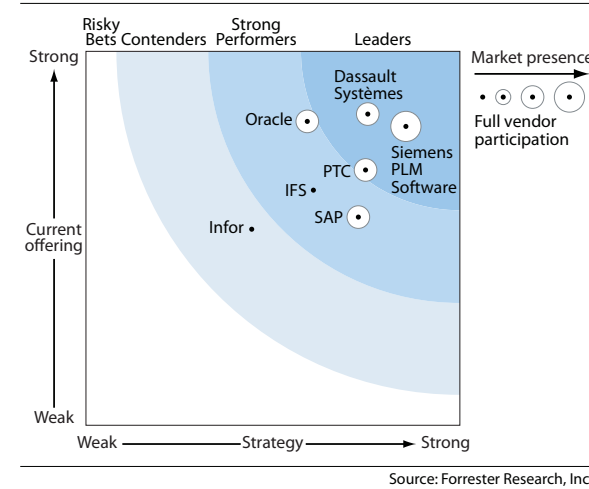 Risky
Bets
Contenders
Strong
Performers
Leaders
Strong
Market presence
Dassault
Systèmes
Oracle
Full vendor
participation
Siemens
PLM
Software
PTC
IFS
SAP
Infor
Current
offering
Weak
Weak
Strategy
Strong
Source: Forrester Research, Inc